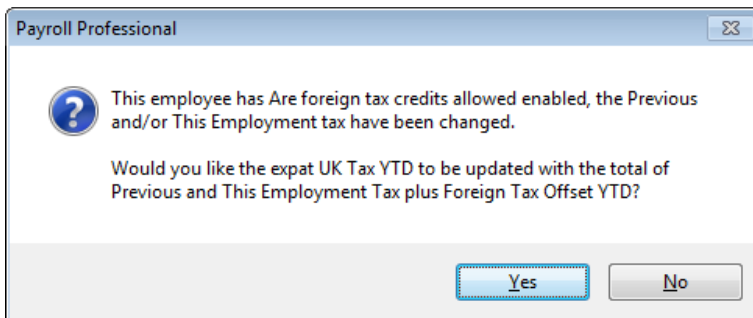 Payroll Professional
This employee has Are foreign tax credits allowed enabled, the Previous
and/or This Employment tax have been changed.
Would you like the expat UK Tax YTD to be updated with the total of
Previous and This Employment Tax plus Foreign Tax Offset YTD?
Yes
No